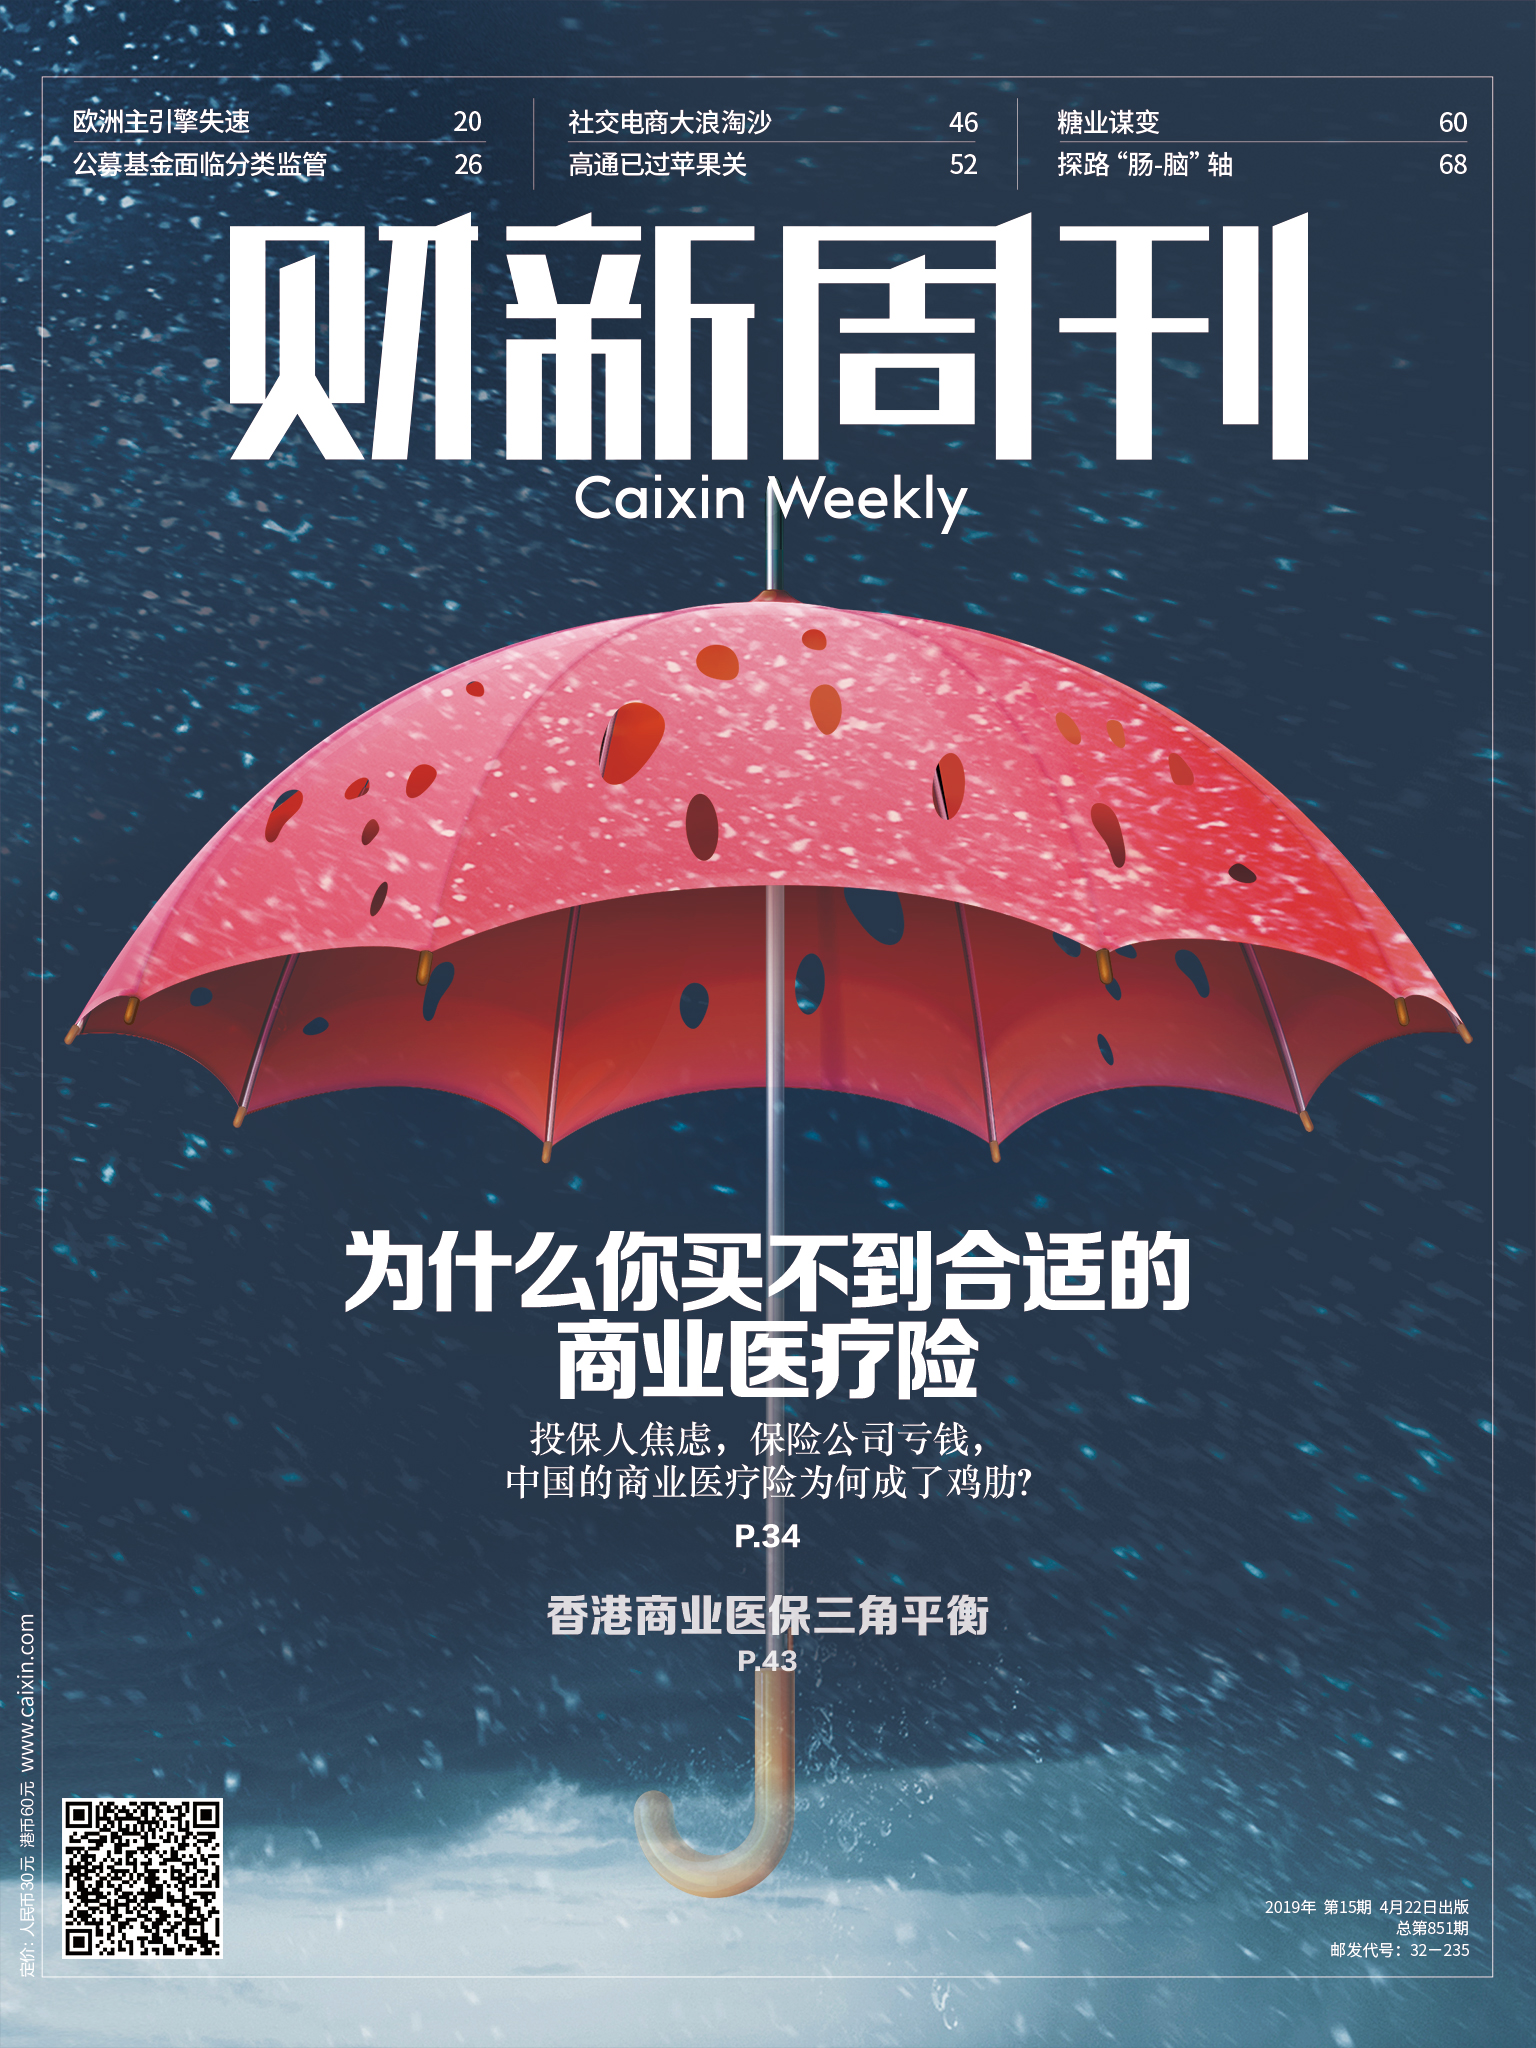 欧洲主引擎失速 20
公募基金面临分类监管 26
社交电商大浪淘沙 46
高通已过苹果关 52
糖业谋变 60
探路“肠-脑”轴 68
财新周刊
Caixin Weekly
为什么你买不到合适的
商业医疗险
投保人焦虑，保险公司亏钱，
中国的商业医疗险为何成了鸡肋?
P.34
香港商业医保三角平衡
P.43
定价: 人民币30元 港币60元 www.caixin.com
2019年 第15期 4月22日出版
总第851期
邮发代号：32－235